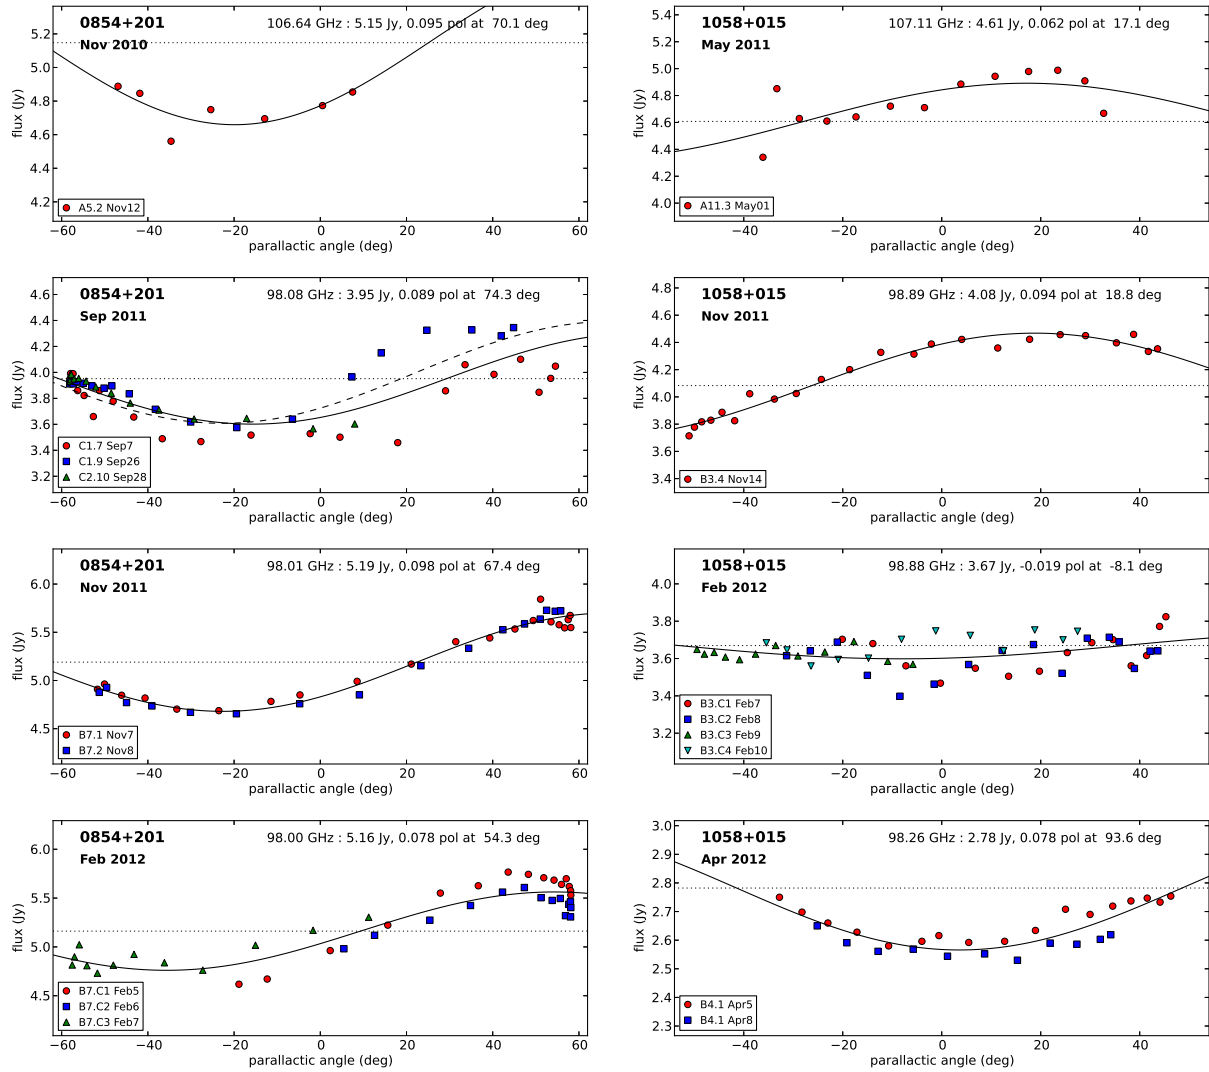 0854+201
106.64 GHz : 5.15 Jy, 0.095 pol at 70.1 deg
Nov 2010
5.2
5.0
4.8
4.6
4.4
4.2
flux (Jy)
A5.2 Nov12
−60 −40 −20 0 20 40 60
parallactic angle (deg)
1058+015
107.11 GHz : 4.61 Jy, 0.062 pol at 17.1 deg
May 2011
5.4
5.2
5.0
4.8
4.6
4.4
4.2
4.0
flux (Jy)
A11.3 May01
−40 −20 0 20 40
parallactic angle (deg)
0854+201
98.08 GHz : 3.95 Jy, 0.089 pol at 74.3 deg
Sep 2011
4.6
4.4
4.2
4.0
3.8
3.6
3.4
3.2
flux (Jy)
C1.7 Sep7
C1.9 Sep26
C2.10 Sep28
−60 −40 −20 0 20 40 60
parallactic angle (deg)
1058+015
98.89 GHz : 4.08 Jy, 0.094 pol at 18.8 deg
Nov 2011
4.8
4.6
4.4
4.2
4.0
3.8
3.6
3.4
flux (Jy)
B3.4 Nov14
−40 −20 0 20 40
parallactic angle (deg)
0854+201
98.01 GHz : 5.19 Jy, 0.098 pol at 67.4 deg
Nov 2011
6.0
5.5
5.0
4.5
flux (Jy)
B7.1 Nov7
B7.2 Nov8
−60 −40 −20 0 20 40 60
parallactic angle (deg)
1058+015
98.88 GHz : 3.67 Jy, -0.019 pol at -8.1 deg
Feb 2012
4.0
3.8
3.6
3.4
3.2
flux (Jy)
B3.C1 Feb7
B3.C2 Feb8
B3.C3 Feb9
B3.C4 Feb10
−40 −20 0 20 40
parallactic angle (deg)
0854+201
98.00 GHz : 5.16 Jy, 0.078 pol at 54.3 deg
Feb 2012
6.0
5.5
5.0
4.5
flux (Jy)
B7.C1 Feb5
B7.C2 Feb6
B7.C3 Feb7
−60 −40 −20 0 20 40 60
parallactic angle (deg)
1058+015
98.26 GHz : 2.78 Jy, 0.078 pol at 93.6 deg
Apr 2012
3.0
2.9
2.8
2.7
2.6
2.5
2.4
2.3
flux (Jy)
B4.1 Apr5
B4.1 Apr8
−40 −20 0 20 40
parallactic angle (deg)